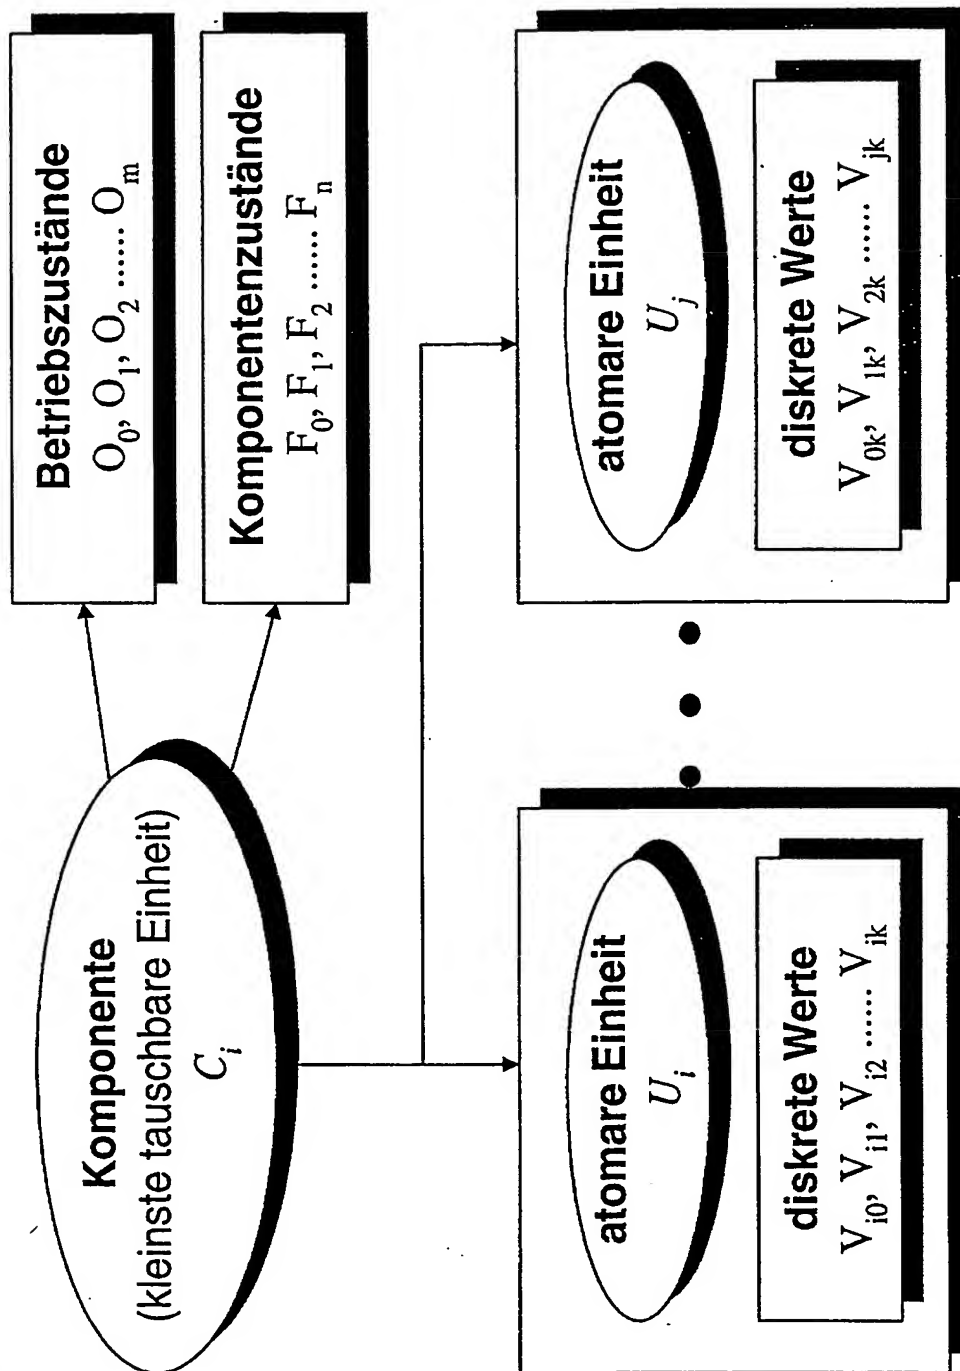 Komponente
(kleinste tauschbare Einheit)
C_i
Betriebszustände
O_0, O_1, O_2 ...... O_m
Komponentenzustände
F_0, F_1, F_2 ...... F_n
atomare Einheit
U_i
diskrete Werte
V_i0, V_i1, V_i2 ...... V_ik
atomare Einheit
U_j
diskrete Werte
V_0k, V_1k, V_2k ...... V_jk